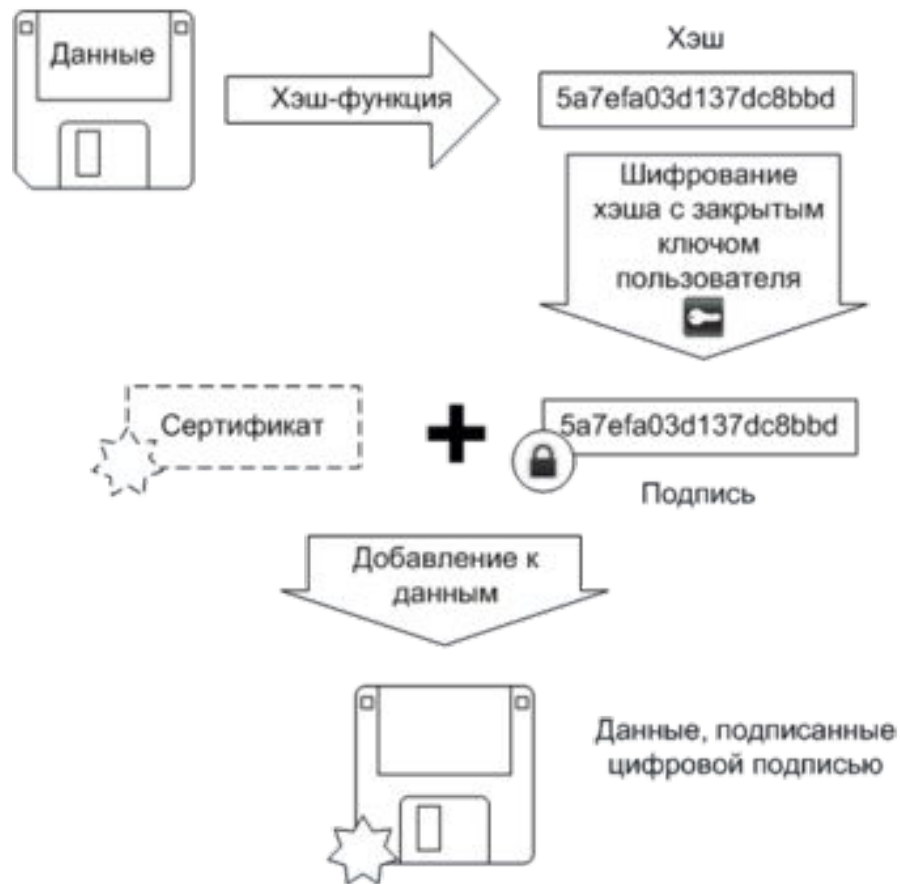 Данные
Хэш-функция
Хэш
5a7efa03d137dc8bbd
Шифрование
хэша с закрытым
ключом
пользователя
Сертификат
5a7efa03d137dc8bbd
Подпись
Добавление к
данным
Данные, подписанные
цифровой подписью